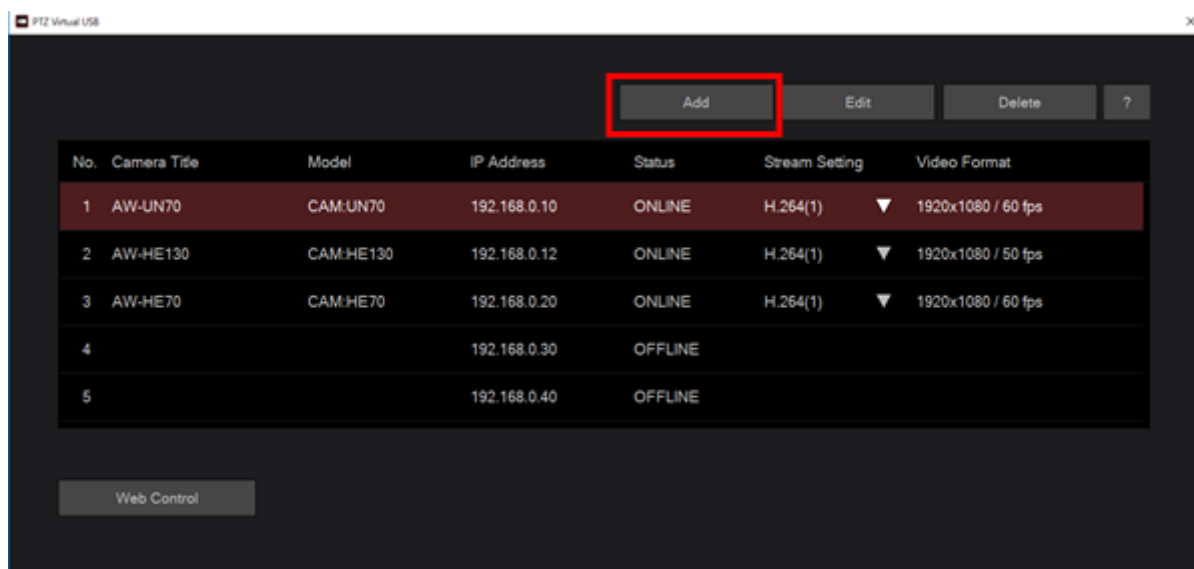 PTZ Virtual USB
Add Edit Delete ?
No. Camera Title Model IP Address Status Stream Setting Video Format
1 AW-UN70 CAM:UN70 192.168.0.10 ONLINE H.264(1) ▼ 1920x1080 / 60 fps
2 AW-HE130 CAM:HE130 192.168.0.12 ONLINE H.264(1) ▼ 1920x1080 / 50 fps
3 AW-HE70 CAM:HE70 192.168.0.20 ONLINE H.264(1) ▼ 1920x1080 / 60 fps
4 192.168.0.30 OFFLINE
5 192.168.0.40 OFFLINE
Web Control